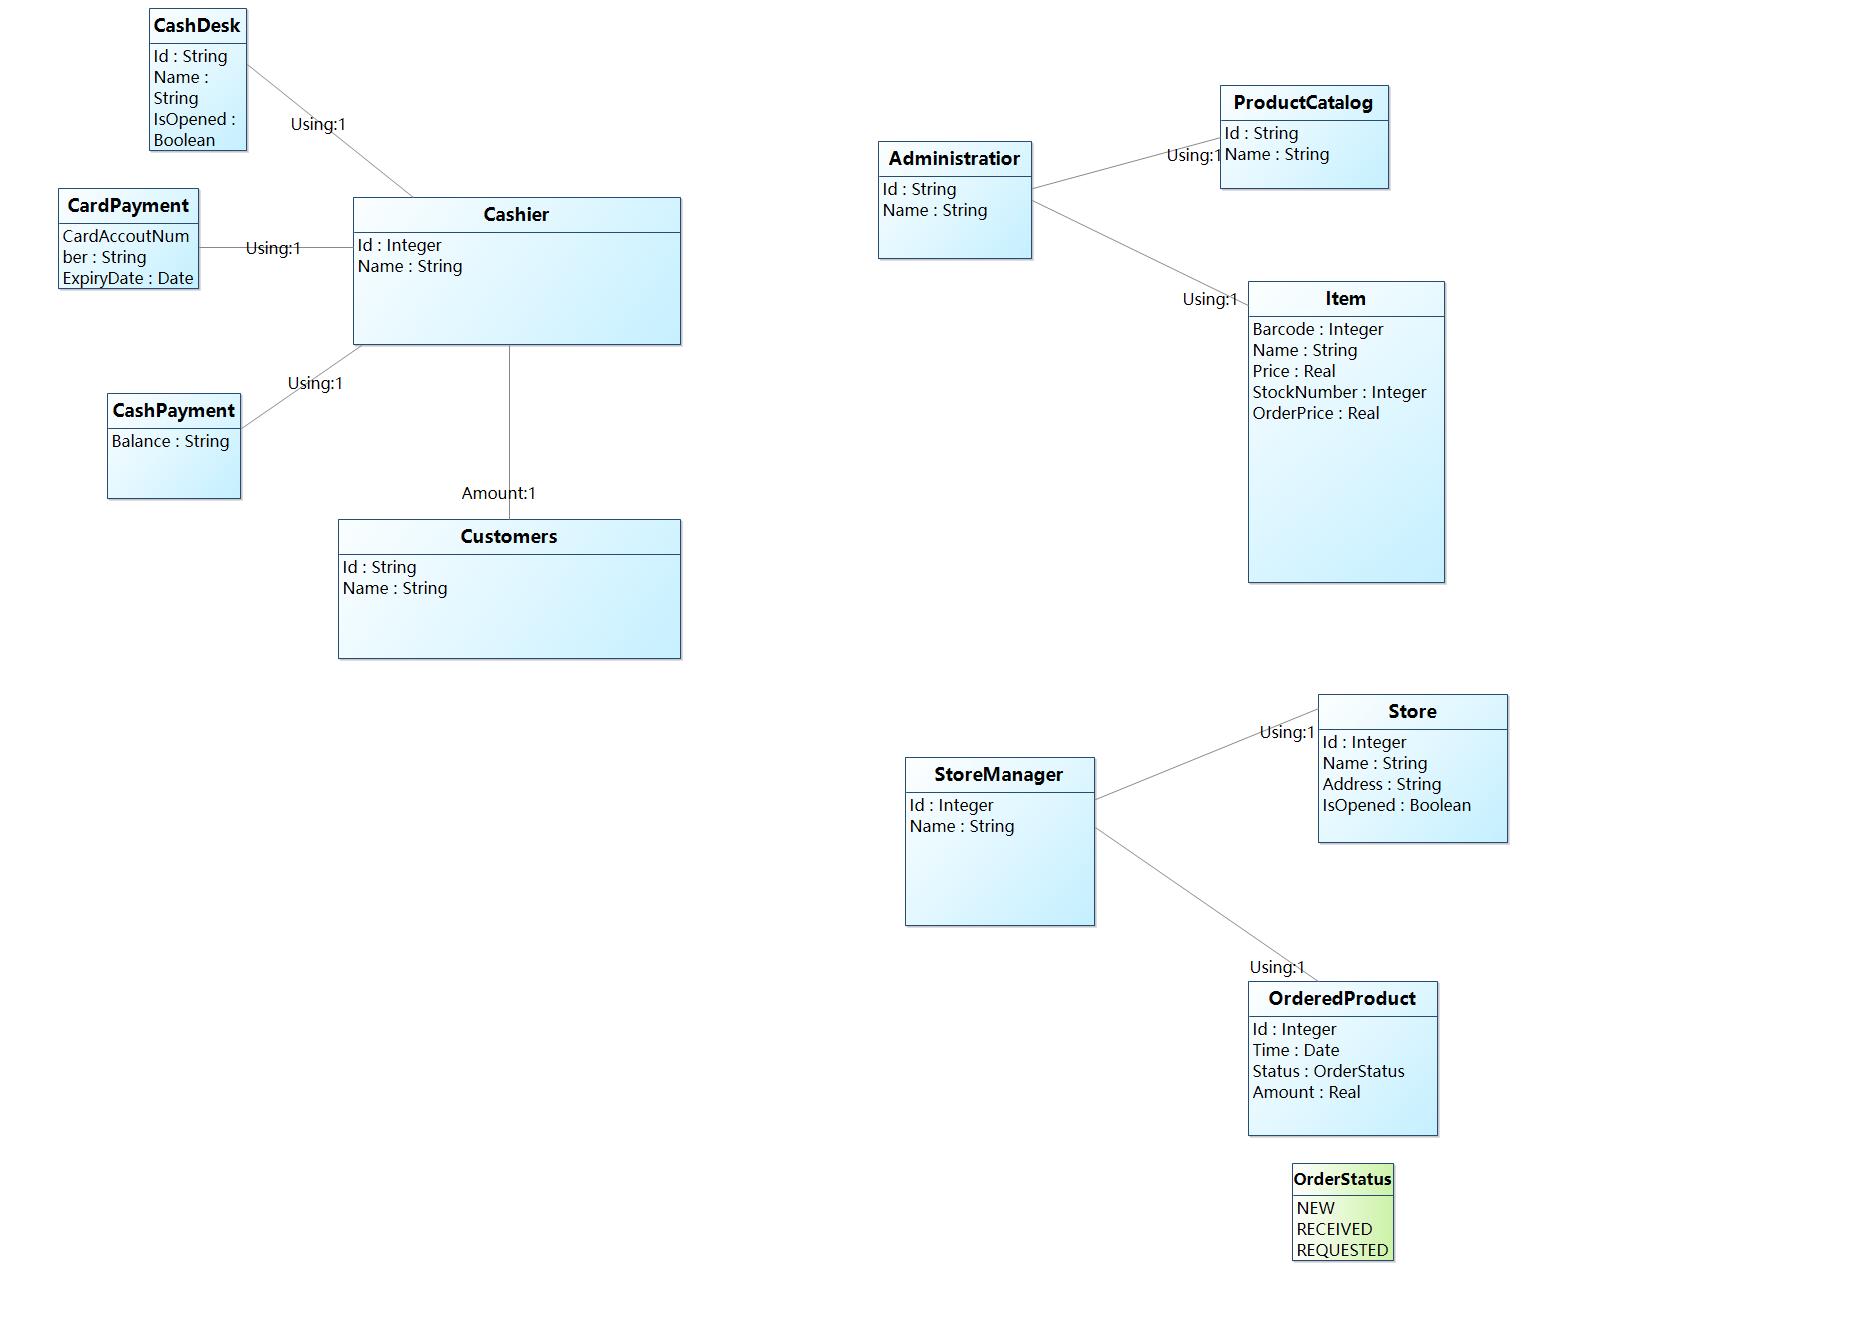 CashDesk
Id : String
Name :
String
IsOpened :
Boolean
Using:1
CardPayment
CardAccoutNum
ber : String
ExpiryDate : Date
Using:1
Cashier
Id : Integer
Name : String
Using:1
CashPayment
Balance : String
Amount:1
Customers
Id : String
Name : String
Administratior
Id : String
Name : String
Using:1
ProductCatalog
Id : String
Name : String
Using:1
Item
Barcode : Integer
Name : String
Price : Real
StockNumber : Integer
OrderPrice : Real
StoreManager
Id : Integer
Name : String
Using:1
Store
Id : Integer
Name : String
Address : String
IsOpened : Boolean
Using:1
OrderedProduct
Id : Integer
Time : Date
Status : OrderStatus
Amount : Real
OrderStatus
NEW
RECEIVED
REQUESTED